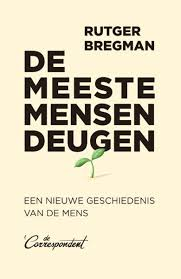 RUTGER
BREGMAN
DE
MEESTE
MENSEN
DEUGEN
EEN NIEUWE GESCHIEDENIS
VAN DE MENS
de
Correspondent